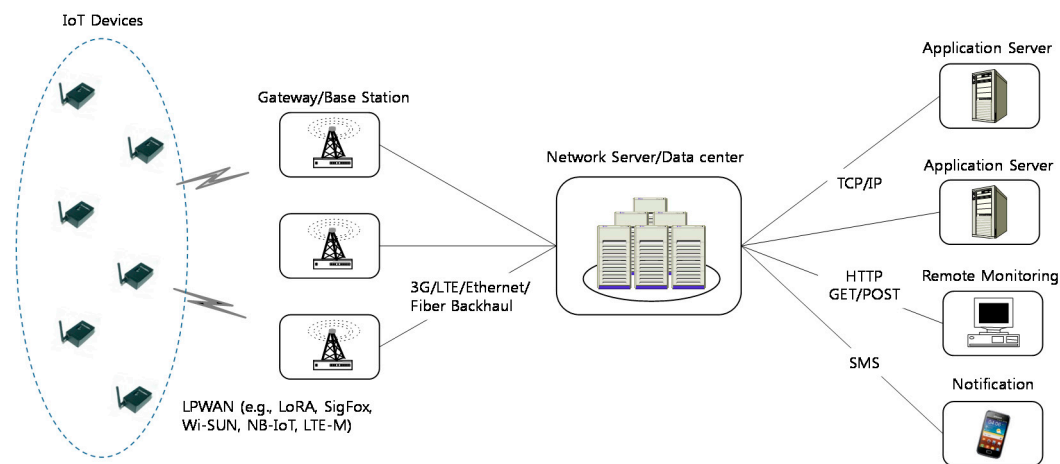 IoT Devices
Gateway/Base Station
LPWAN (e.g., LoRA, SigFox,
Wi-SUN, NB-IoT, LTE-M)
3G/LTE/Ethernet/
Fiber Backhaul
Network Server/Data center
TCP/IP
HTTP
GET/POST
SMS
Application Server
Application Server
Remote Monitoring
Notification